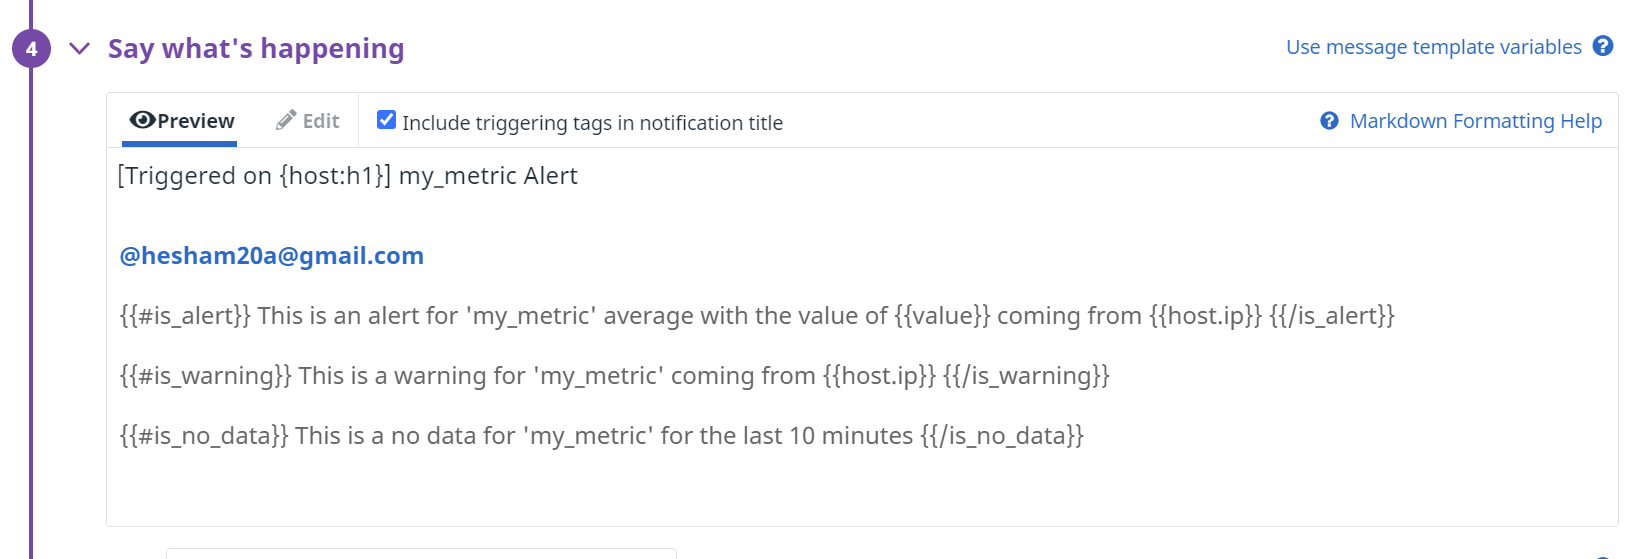 4 Say what's happening
Use message template variables ?
Preview Edit Include triggering tags in notification title
? Markdown Formatting Help
[Triggered on {host:h1}] my_metric Alert
@hesham20a@gmail.com
{{#is_alert}} This is an alert for 'my_metric' average with the value of {{value}} coming from {{host.ip}} {{/is_alert}}
{{#is_warning}} This is a warning for 'my_metric' coming from {{host.ip}} {{/is_warning}}
{{#is_no_data}} This is a no data for 'my_metric' for the last 10 minutes {{/is_no_data}}